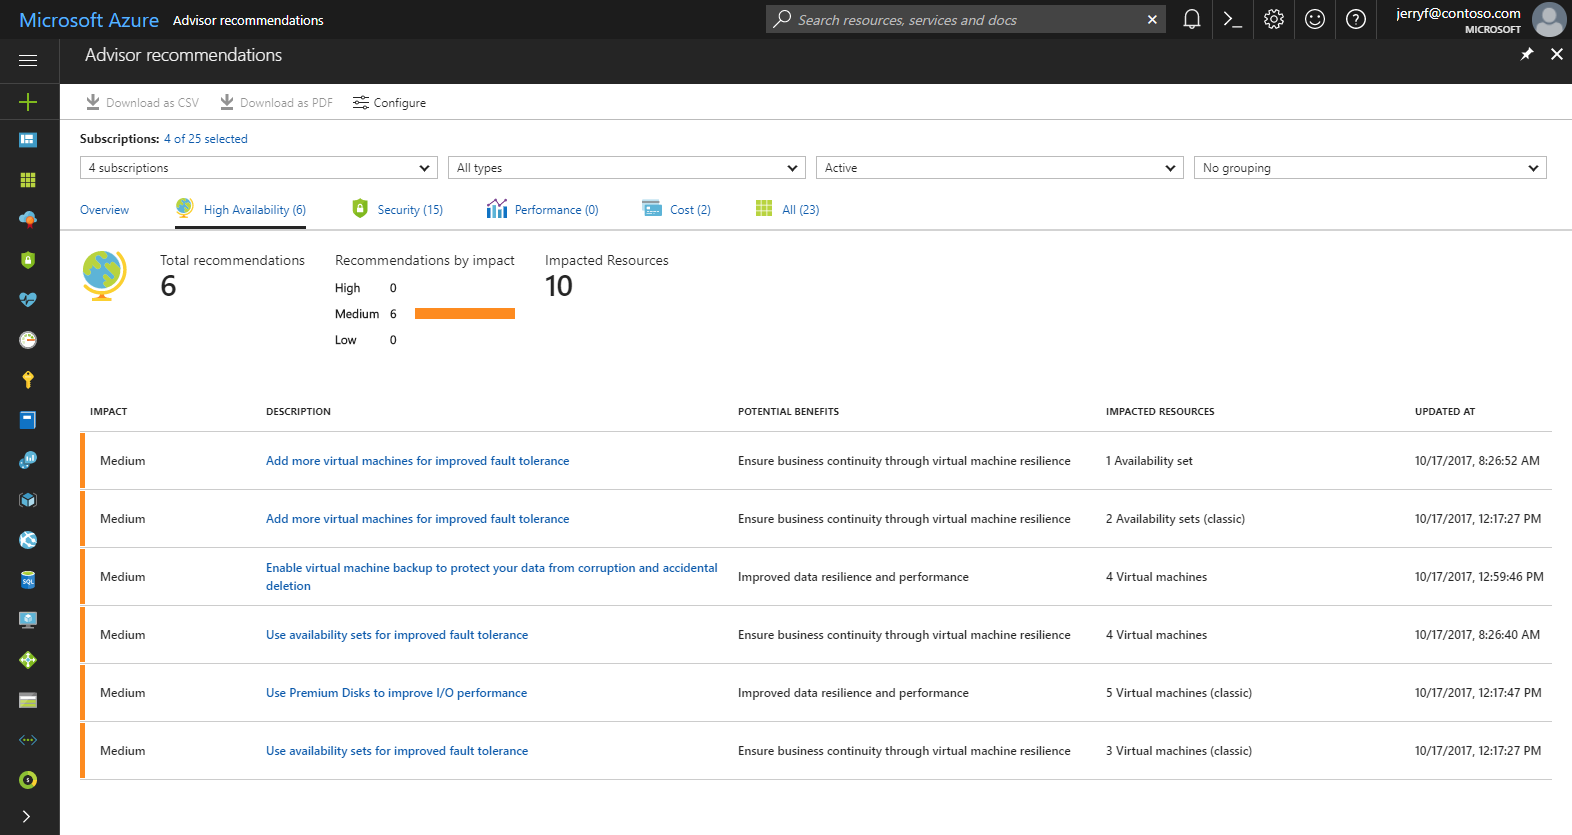 Microsoft Azure Advisor recommendations
Search resources, services and docs
jerryf@contoso.com
MICROSOFT
Advisor recommendations
Download as CSV Download as PDF Configure
Subscriptions: 4 of 25 selected
4 subscriptions All types Active No grouping
Overview High Availability (6) Security (15) Performance (0) Cost (2) All (23)
Total recommendations Recommendations by impact Impacted Resources
6 10
High 0
Medium 6
Low 0
IMPACT DESCRIPTION POTENTIAL BENEFITS IMPACTED RESOURCES UPDATED AT
Medium Add more virtual machines for improved fault tolerance Ensure business continuity through virtual machine resilience 1 Availability set 10/17/2017, 8:26:52 AM
Medium Add more virtual machines for improved fault tolerance Ensure business continuity through virtual machine resilience 2 Availability sets (classic) 10/17/2017, 12:17:27 PM
Medium Enable virtual machine backup to protect your data from corruption and accidental
deletion Improved data resilience and performance 4 Virtual machines 10/17/2017, 12:59:46 PM
Medium Use availability sets for improved fault tolerance Ensure business continuity through virtual machine resilience 4 Virtual machines 10/17/2017, 8:26:40 AM
Medium Use Premium Disks to improve I/O performance Improved data resilience and performance 5 Virtual machines (classic) 10/17/2017, 12:17:47 PM
Medium Use availability sets for improved fault tolerance Ensure business continuity through virtual machine resilience 3 Virtual machines (classic) 10/17/2017, 12:17:27 PM
SQL